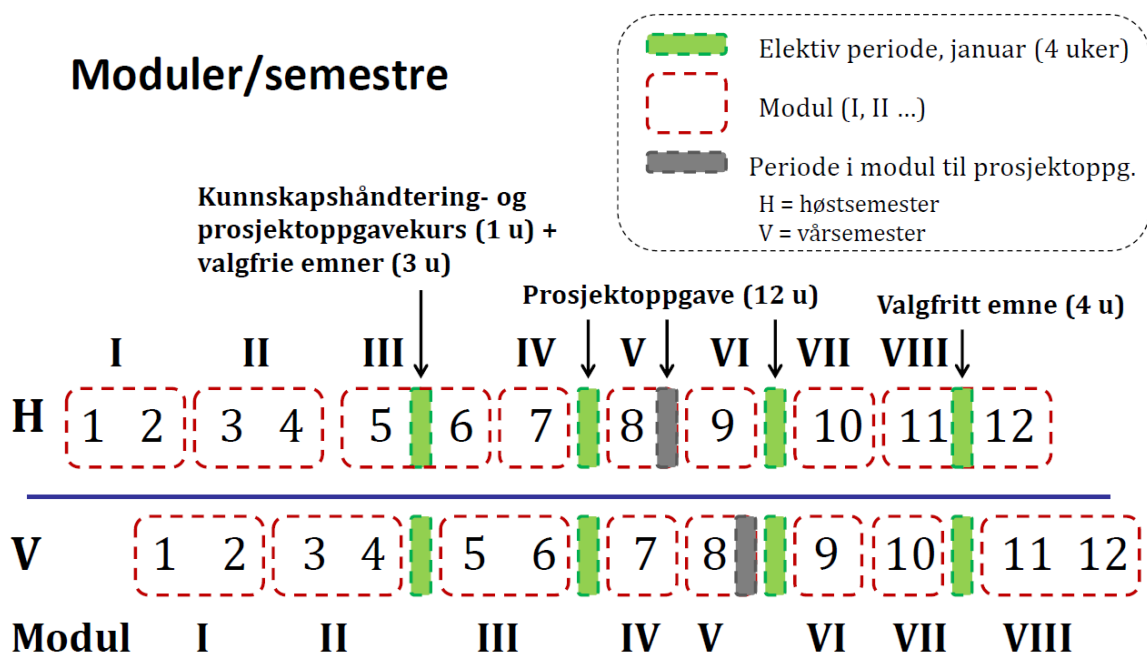 Moduler/semestre
Elektiv periode, januar (4 uker)
Modul (I, II ...)
Periode i modul til prosjektoppg.
H = høstsemester
V = vårsemester
Kunnskapshåndtering- og
prosjektoppgavekurs (1 u) +
valgfrie emner (3 u)
Prosjektoppgave (12 u)
Valgfritt emne (4 u)
I II III IV V VI VII VIII
H 1 2 3 4 5 6 7 8 9 10 11 12
V 1 2 3 4 5 6 7 8 9 10 11 12
Modul I II III IV V VI VII VIII